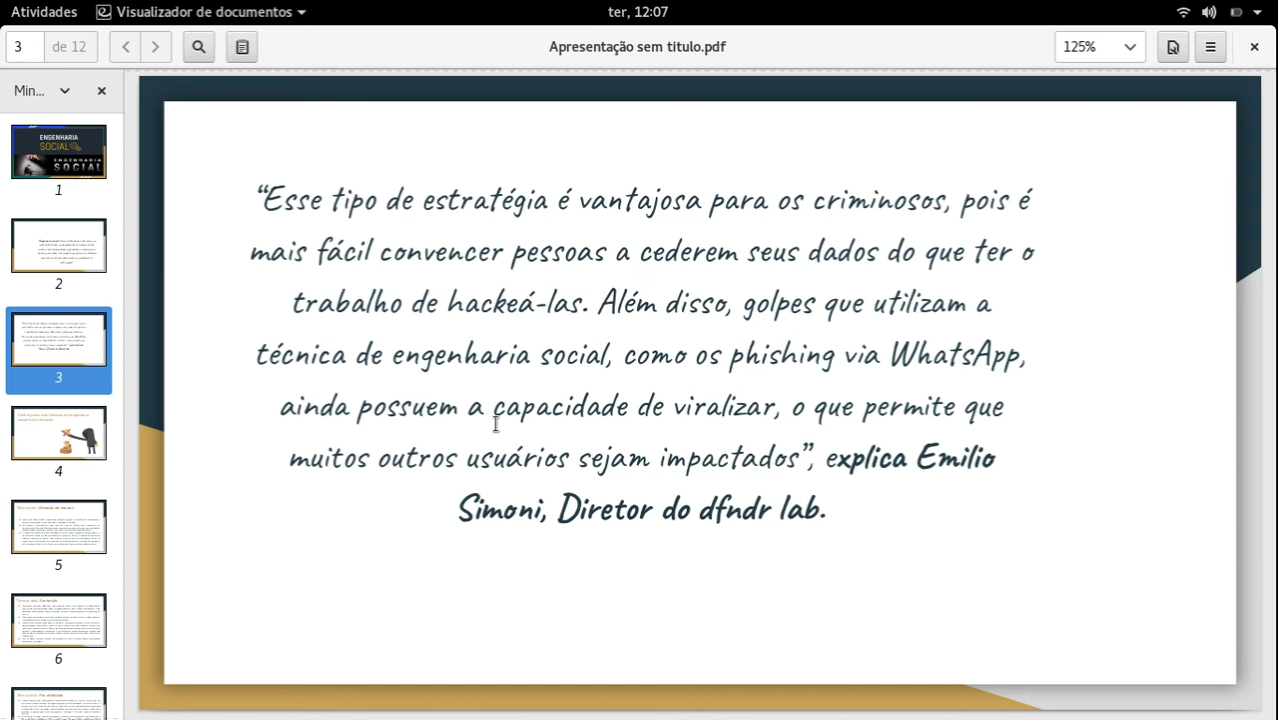 Atividades Visualizador de documentos ter, 12:07
3 de 12 Apresentação sem título.pdf 125%
Min...
ENGENHARIA
SOCIAL
ENGENHARIA
SOCIAL
1
2
3
4
5
6
“Esse tipo de estratégia é vantajosa para os criminosos, pois é
mais fácil convencer pessoas a cederem seus dados do que ter o
trabalho de hackeá-las. Além disso, golpes que utilizam a
técnica de engenharia social, como os phishing via WhatsApp,
ainda possuem a capacidade de viralizar, o que permite que
muitos outros usuários sejam impactados”, explica Emilio
Simoni, Diretor do dfndr lab.